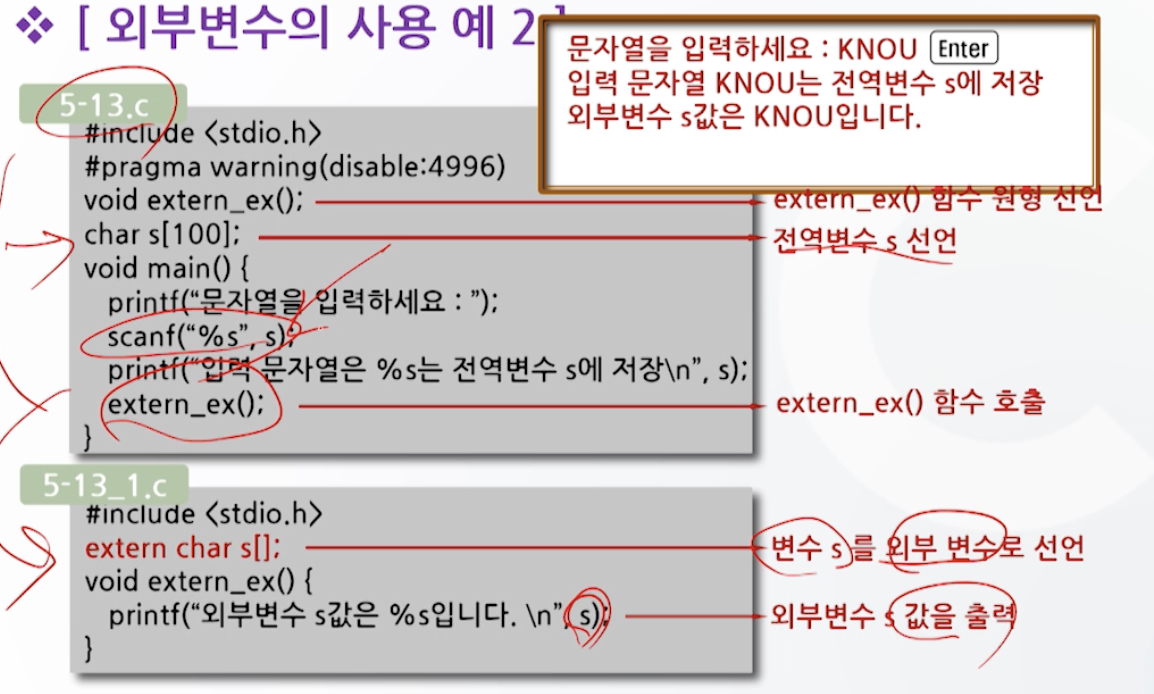 ❖ [ 외부변수의 사용 예 2 ]
문자열을 입력하세요 : KNOU Enter
입력 문자열 KNOU는 전역변수 s에 저장
외부변수 s값은 KNOU입니다.
5-13.c
#include <stdio.h>
#pragma warning(disable:4996)
void extern_ex(); extern_ex() 함수 원형 선언
char s[100]; 전역변수 s 선언
void main() {
printf("문자열을 입력하세요 : ");
scanf("%s", s);
printf("입력 문자열은 %s는 전역변수 s에 저장\n", s);
extern_ex(); extern_ex() 함수 호출
}
5-13_1.c
#include <stdio.h>
extern char s[]; 변수 s를 외부 변수로 선언
void extern_ex() {
printf("외부변수 s값은 %s입니다. \n", s); 외부변수 s 값을 출력
}